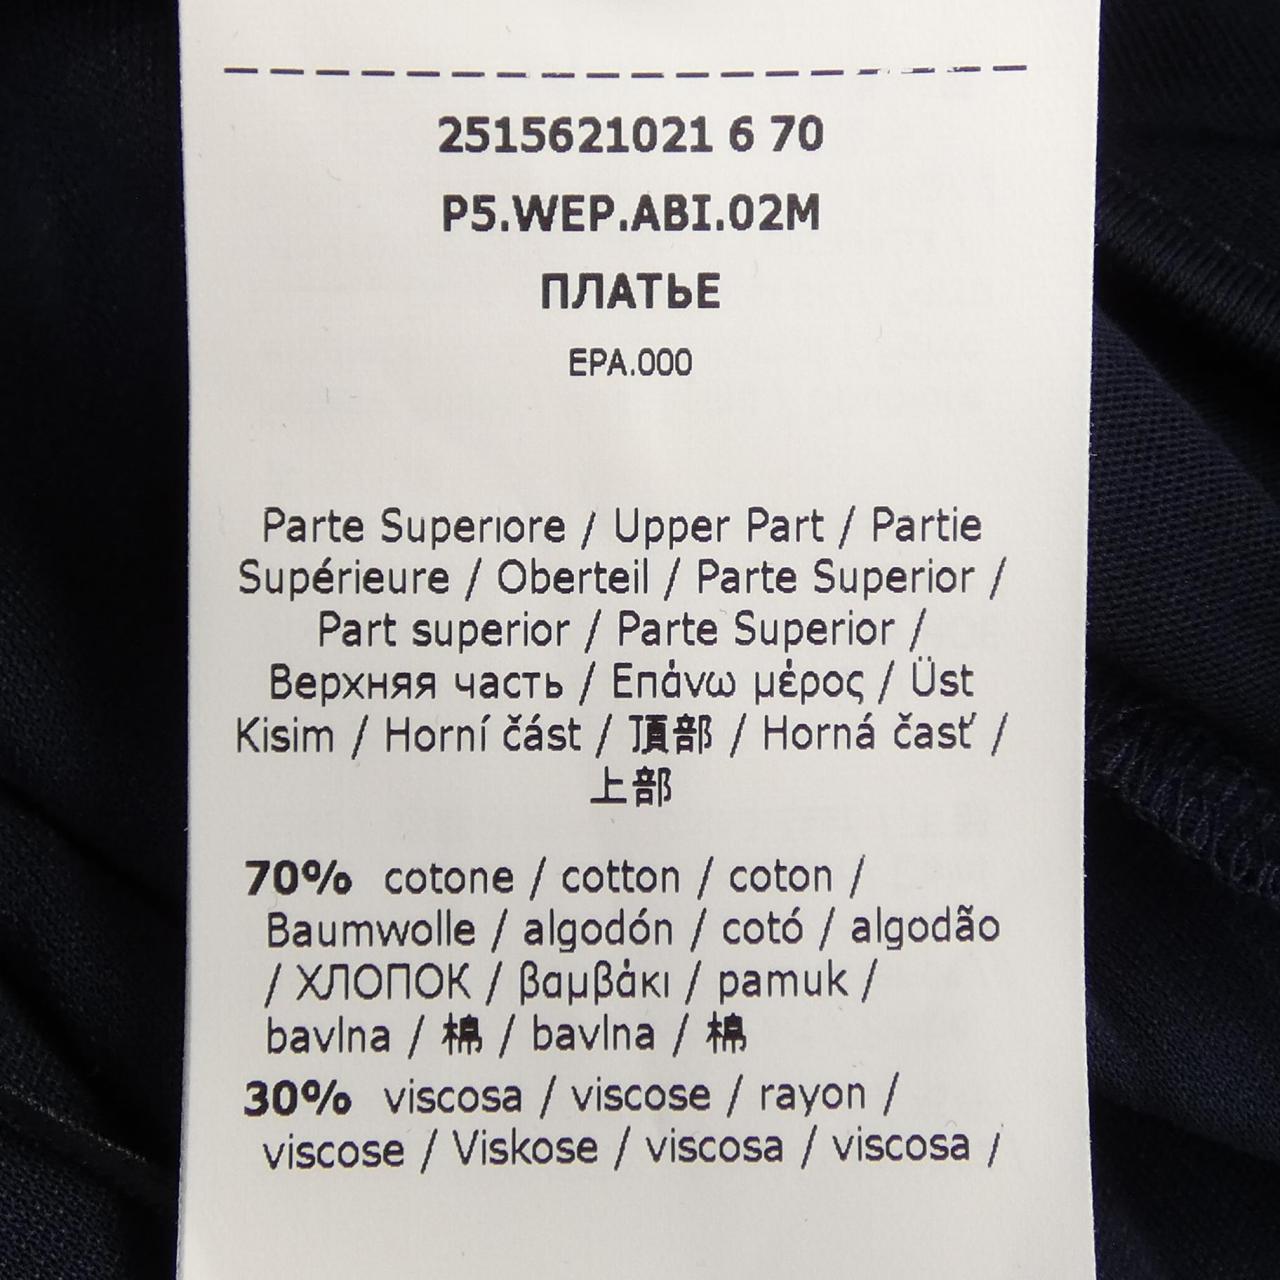 2515621021 6 70
P5.WEP.ABI.02M
ПЛАТЬЕ
EPA.000
Parte Superiore / Upper Part / Partie
Supérieure / Oberteil / Parte Superior /
Part superior / Parte Superior /
Верхняя часть / Επάνω μέρος / Üst
Kisim / Horní část / 頂部 / Horná časť /
上部
70% cotone / cotton / coton /
Baumwolle / algodón / cotó / algodão
/ ХЛОПОК / βαμβάκι / pamuk /
bavlna / 棉 / bavlna / 棉
30% viscosa / viscose / rayon /
viscose / Viskose / viscosa / viscosa /